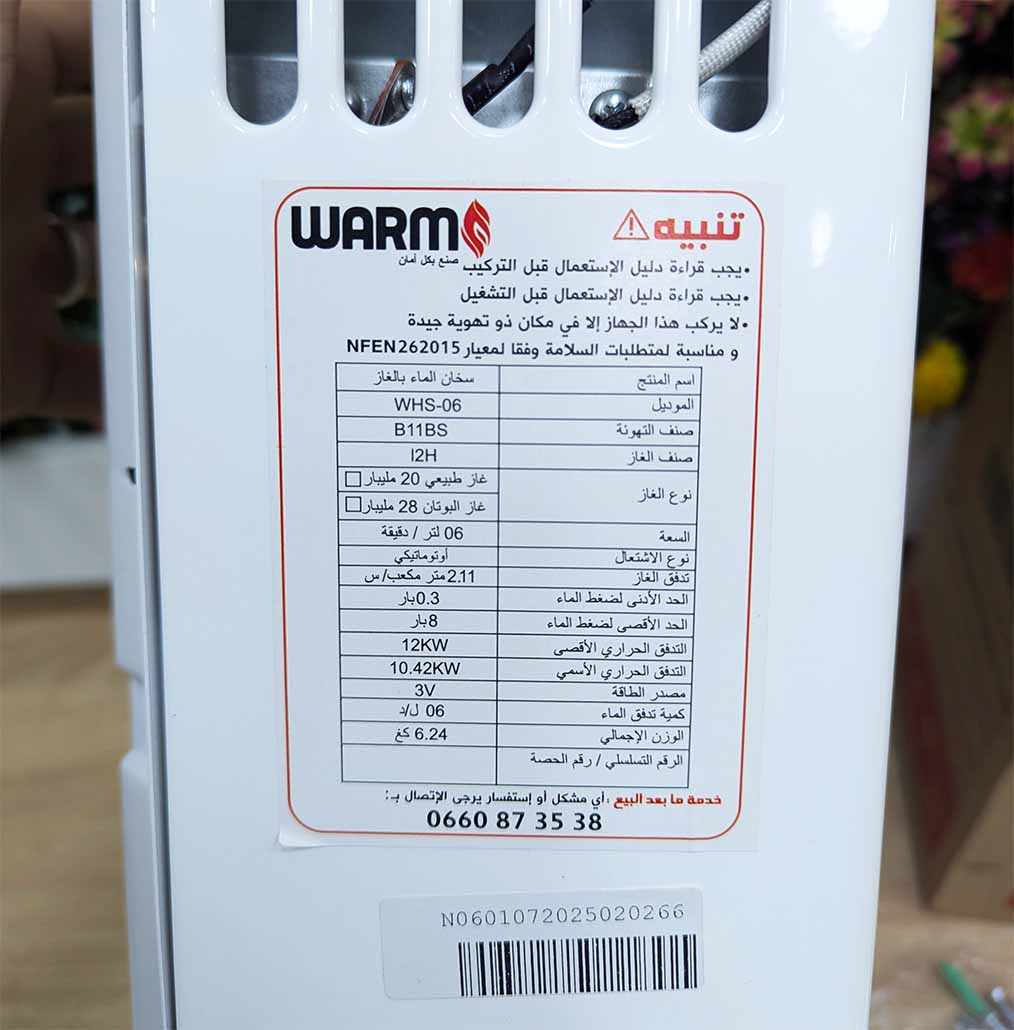 WARM
صنع بكل أمان
تنبيه
•يجب قراءة دليل الإستعمال قبل التركيب
•يجب قراءة دليل الإستعمال قبل التشغيل
•لا يركب هذا الجهاز إلا في مكان ذو تهوية جيدة
و مناسبة لمتطلبات السلامة وفقا لمعيار NFEN262015
اسم المنتج سخان الماء بالغاز
الموديل WHS-06
صنف التهوئة B11BS
صنف الغاز I2H
نوع الغاز غاز طبيعي 20 مليبار
غاز البوتان 28 مليبار
السعة 06 لتر / دقيقة
نوع الاشتعال أوتوماتيكي
تدفق الغاز 2.11متر مكعب/س
الحد الأدنى لضغط الماء 0.3بار
الحد الأقصى لضغط الماء 8بار
التدفق الحراري الأقصى 12KW
التدفق الحراري الأسمي 10.42KW
مصدر الطاقة 3V
كمية تدفق الماء 06 ل/د
الوزن الإجمالي 6.24 كغ
الرقم التسلسلي / رقم الحصة
خدمة ما بعد البيع : أي مشكل أو إستفسار يرجى الإتصال بـ:
0660 87 35 38
N0601072025020266